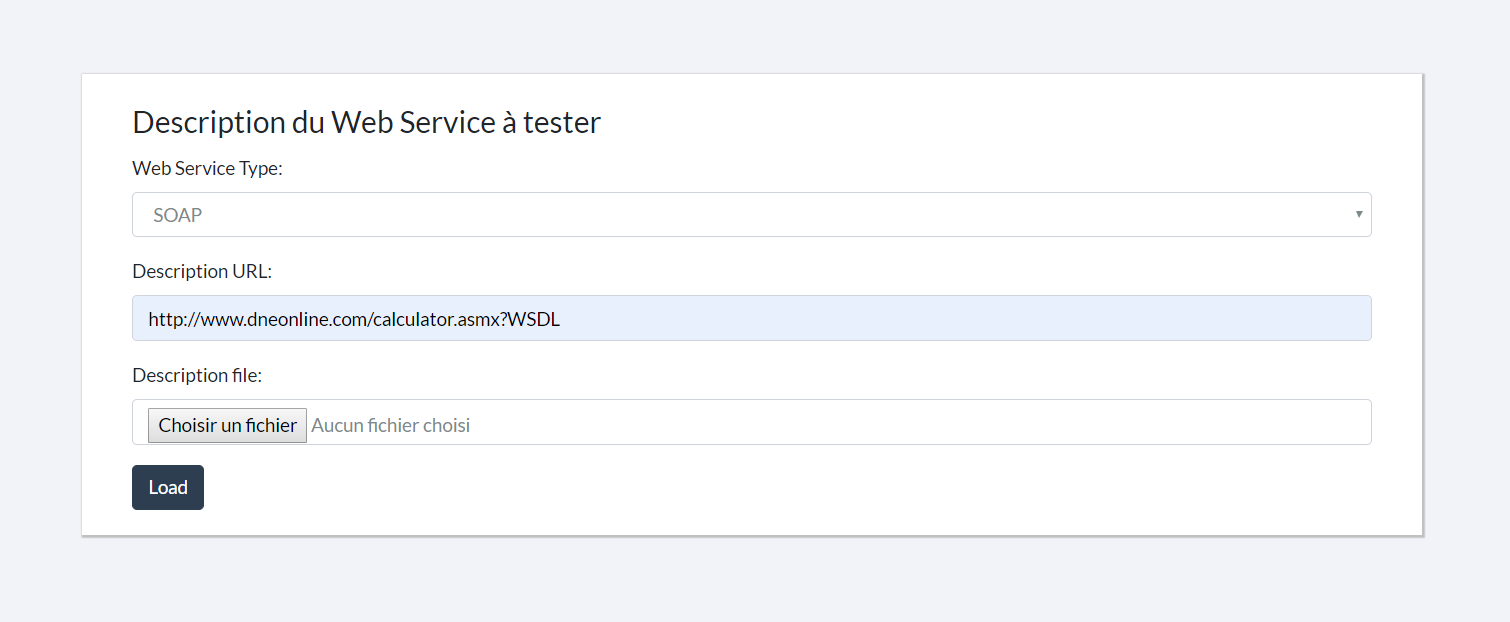 Description du Web Service à tester
Web Service Type:
SOAP
Description URL:
http://www.dneonline.com/calculator.asmx?WSDL
Description file:
Choisir un fichier Aucun fichier choisi
Load